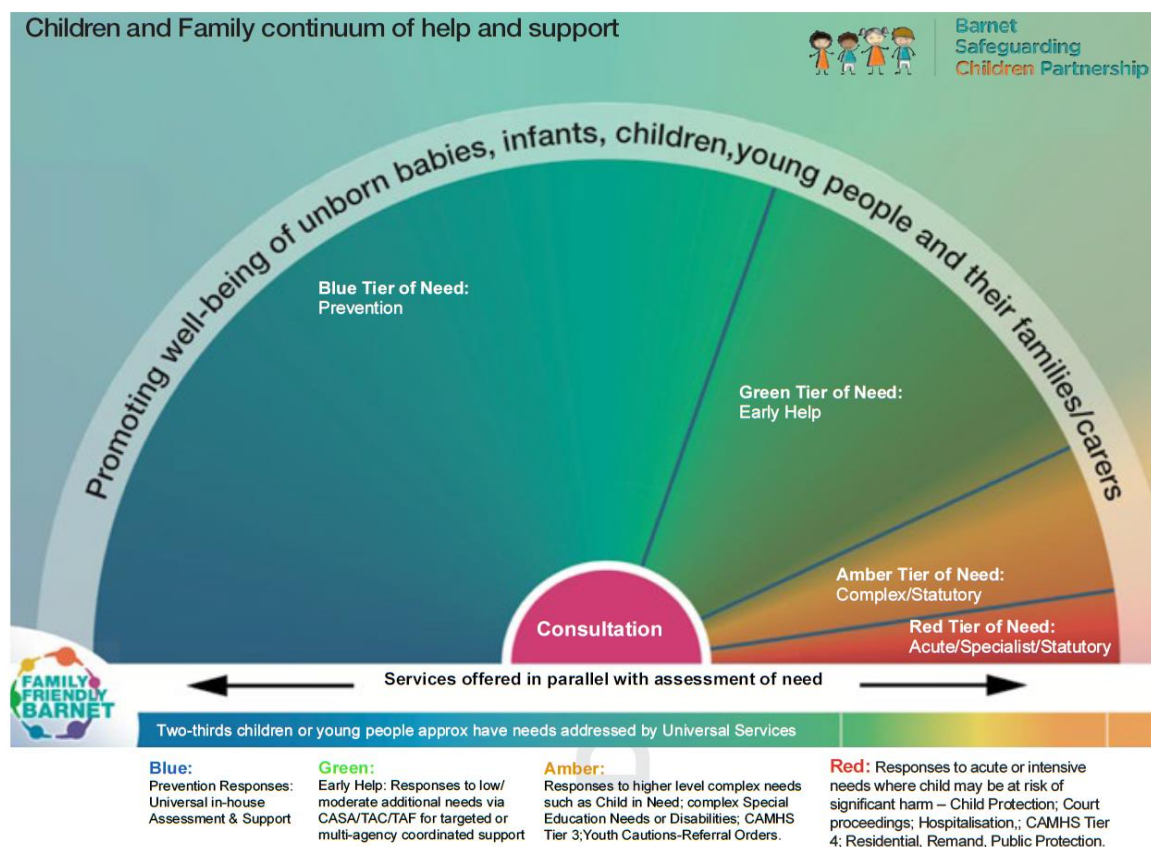 Children and Family continuum of help and support
Barnet
Safeguarding
Children Partnership
Promoting well-being of unborn babies, infants, children,young people and their families/carers
Blue Tier of Need:
Prevention
Green Tier of Need:
Early Help
Amber Tier of Need:
Complex/Statutory
Red Tier of Need:
Acute/Specialist/Statutory
Consultation
Services offered in parallel with assessment of need
FAMILY
FRIENDLY
BARNET
Two-thirds children or young people approx have needs addressed by Universal Services
Blue:
Prevention Responses:
Universal in-house
Assessment & Support
Green:
Early Help: Responses to low/
moderate additional needs via
CASA/TAC/TAF for targeted or
multi-agency coordinated support
Amber:
Responses to higher level complex needs
such as Child in Need; complex Special
Education Needs or Disabilities; CAMHS
Tier 3;Youth Cautions-Referral Orders.
Red: Responses to acute or intensive
needs where child may be at risk of
significant harm – Child Protection; Court
proceedings; Hospitalisation,; CAMHS Tier
4; Residential, Remand, Public Protection.